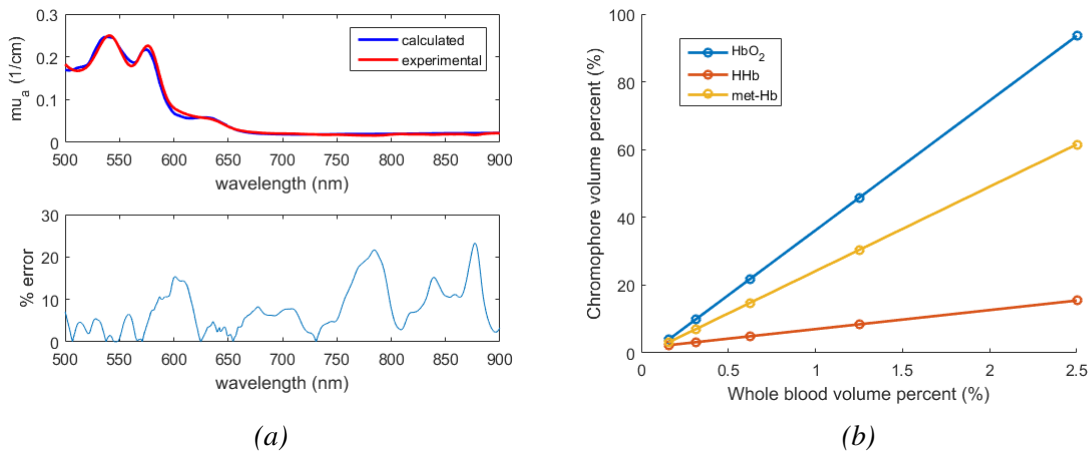 0.3
0.2
0.1
0
mu_a (1/cm)
calculated
experimental
500 550 600 650 700 750 800 850 900
wavelength (nm)
30
20
10
0
% error
500 550 600 650 700 750 800 850 900
wavelength (nm)
(a)
100
80
60
40
20
0
Chromophore volume percent (%)
HbO₂
HHb
met-Hb
0 0.5 1 1.5 2 2.5
Whole blood volume percent (%)
(b)